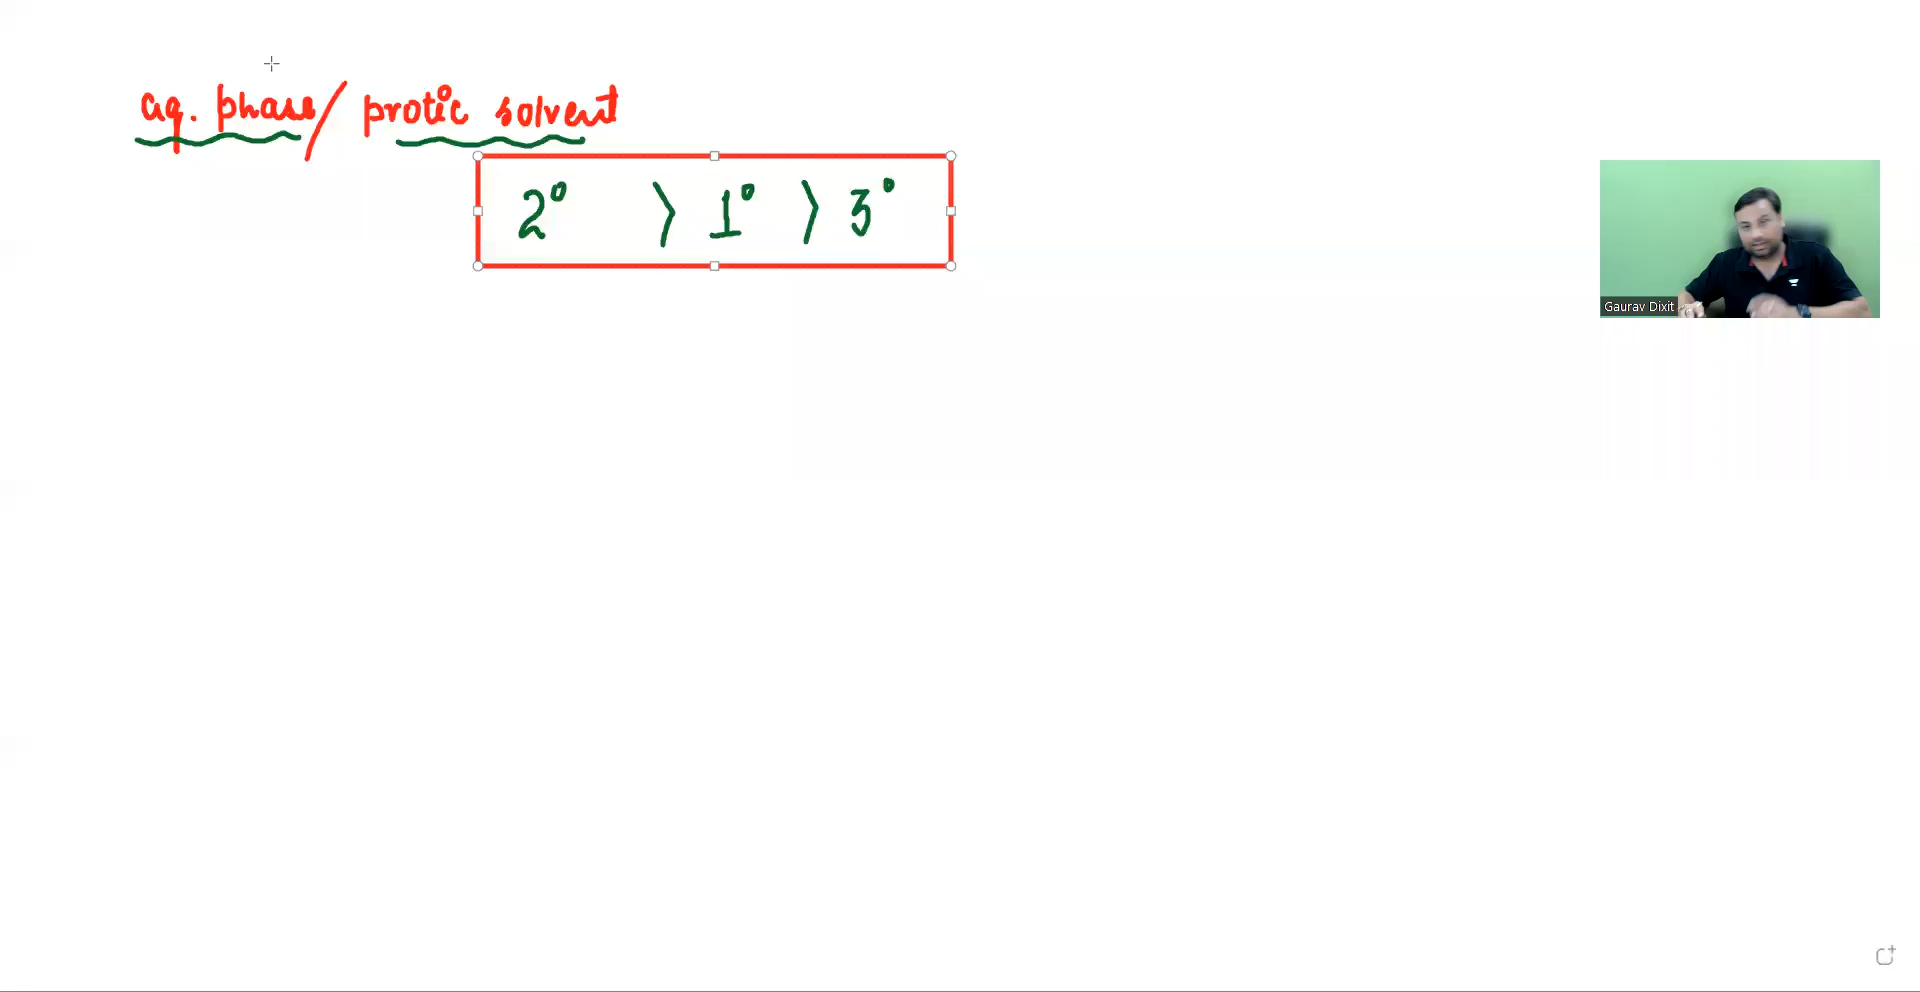 aq. phase / protic solvent
2° > 1° > 3°
Gaurav Dixit